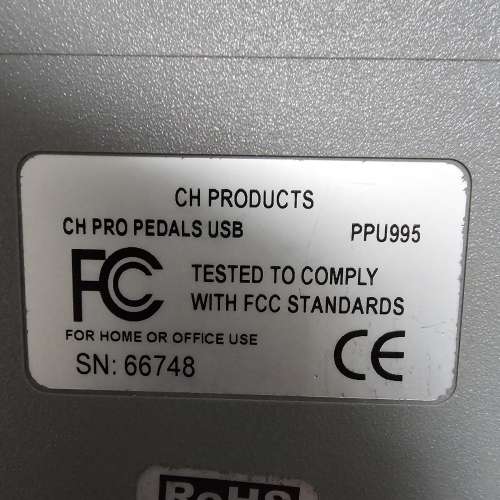 CH PRODUCTS
CH PRO PEDALS USB PPU995
FC TESTED TO COMPLY
WITH FCC STANDARDS
FOR HOME OR OFFICE USE
CE
SN: 66748
RoHS